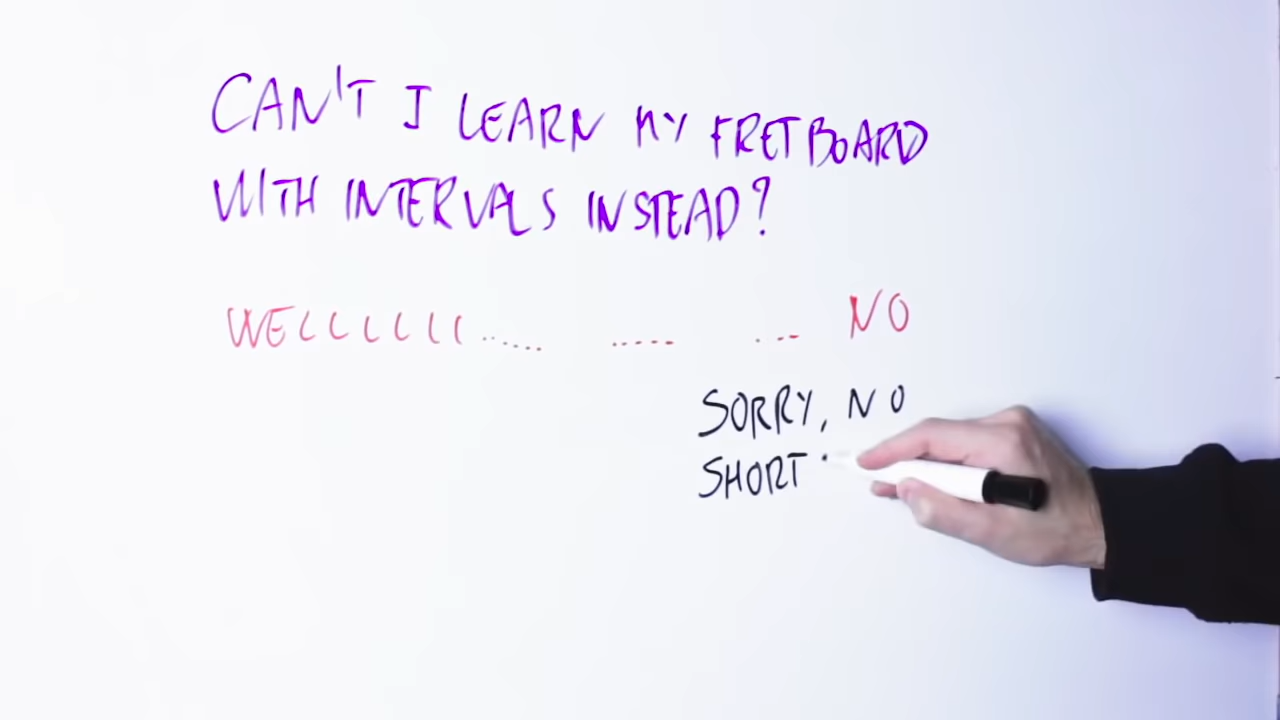 CAN'T I LEARN MY FRETBOARD
WITH INTERVALS INSTEAD?
WELLLLLL..... ..... ... NO
SORRY, NO
SHORT